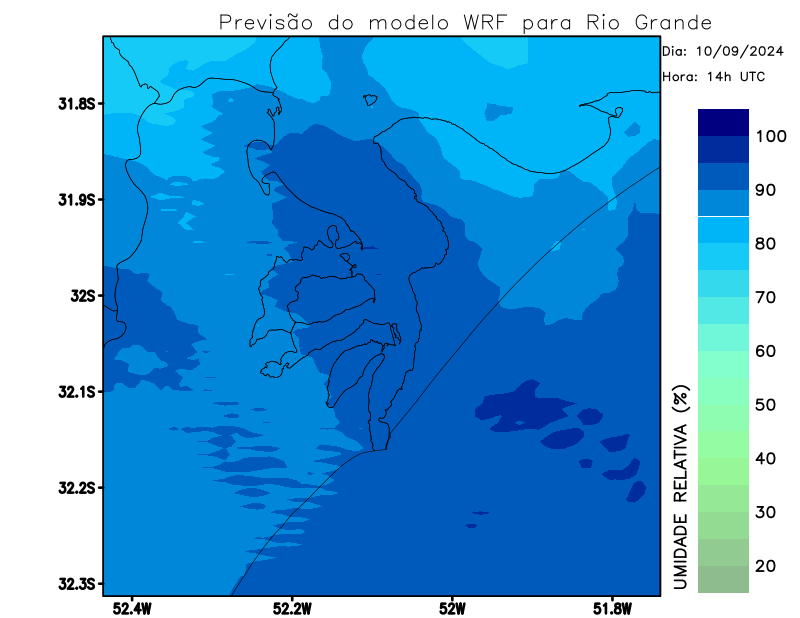 Previsão do modelo WRF para Rio Grande
Dia: 10/09/2024
Hora: 14h UTC
31.8S
31.9S
32S
32.1S
32.2S
32.3S
52.4W
52.2W
52W
51.8W
100
90
80
70
60
50
40
30
20
UMIDADE RELATIVA (%)